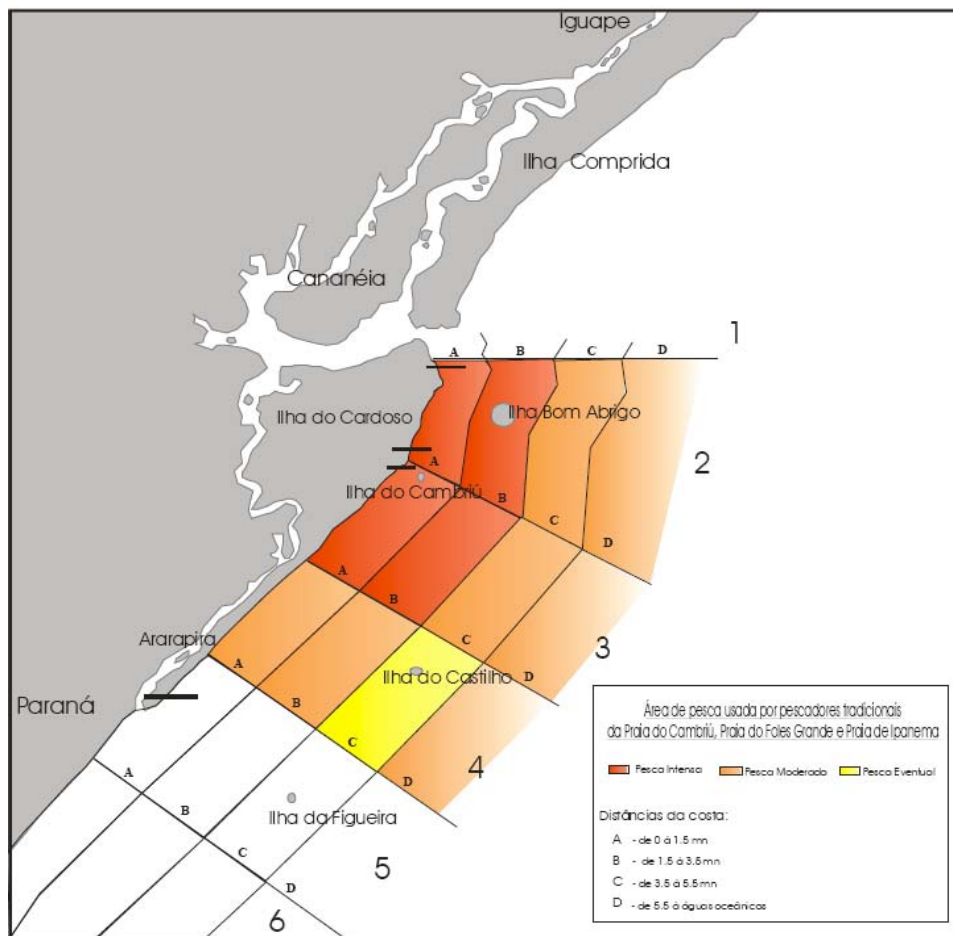 Iguape
Ilha Comprida
Cananéia
1
A B C D
Ilha do Cardoso
Ilha Bom Abrigo
2
A
Ilha do Cambriú
B
C
D
A
B
Ararapira
C
3
A
Ilha do Castilho
D
Paraná
B
C
4
A
D
B
Ilha da Figueira
C
5
D
6
Área de pesca usada por pescadores tradicionais
da Praia do Cambriú, Praia do Foles Grande e Praia de Ipanema
Pesca Intensa Pesca Moderada Pesca Eventual
Distâncias da costa:
A - de 0 à 1.5 mn
B - de 1.5 à 3.5 mn
C - de 3.5 à 5.5 mn
D - de 5.5 à águas oceânicas